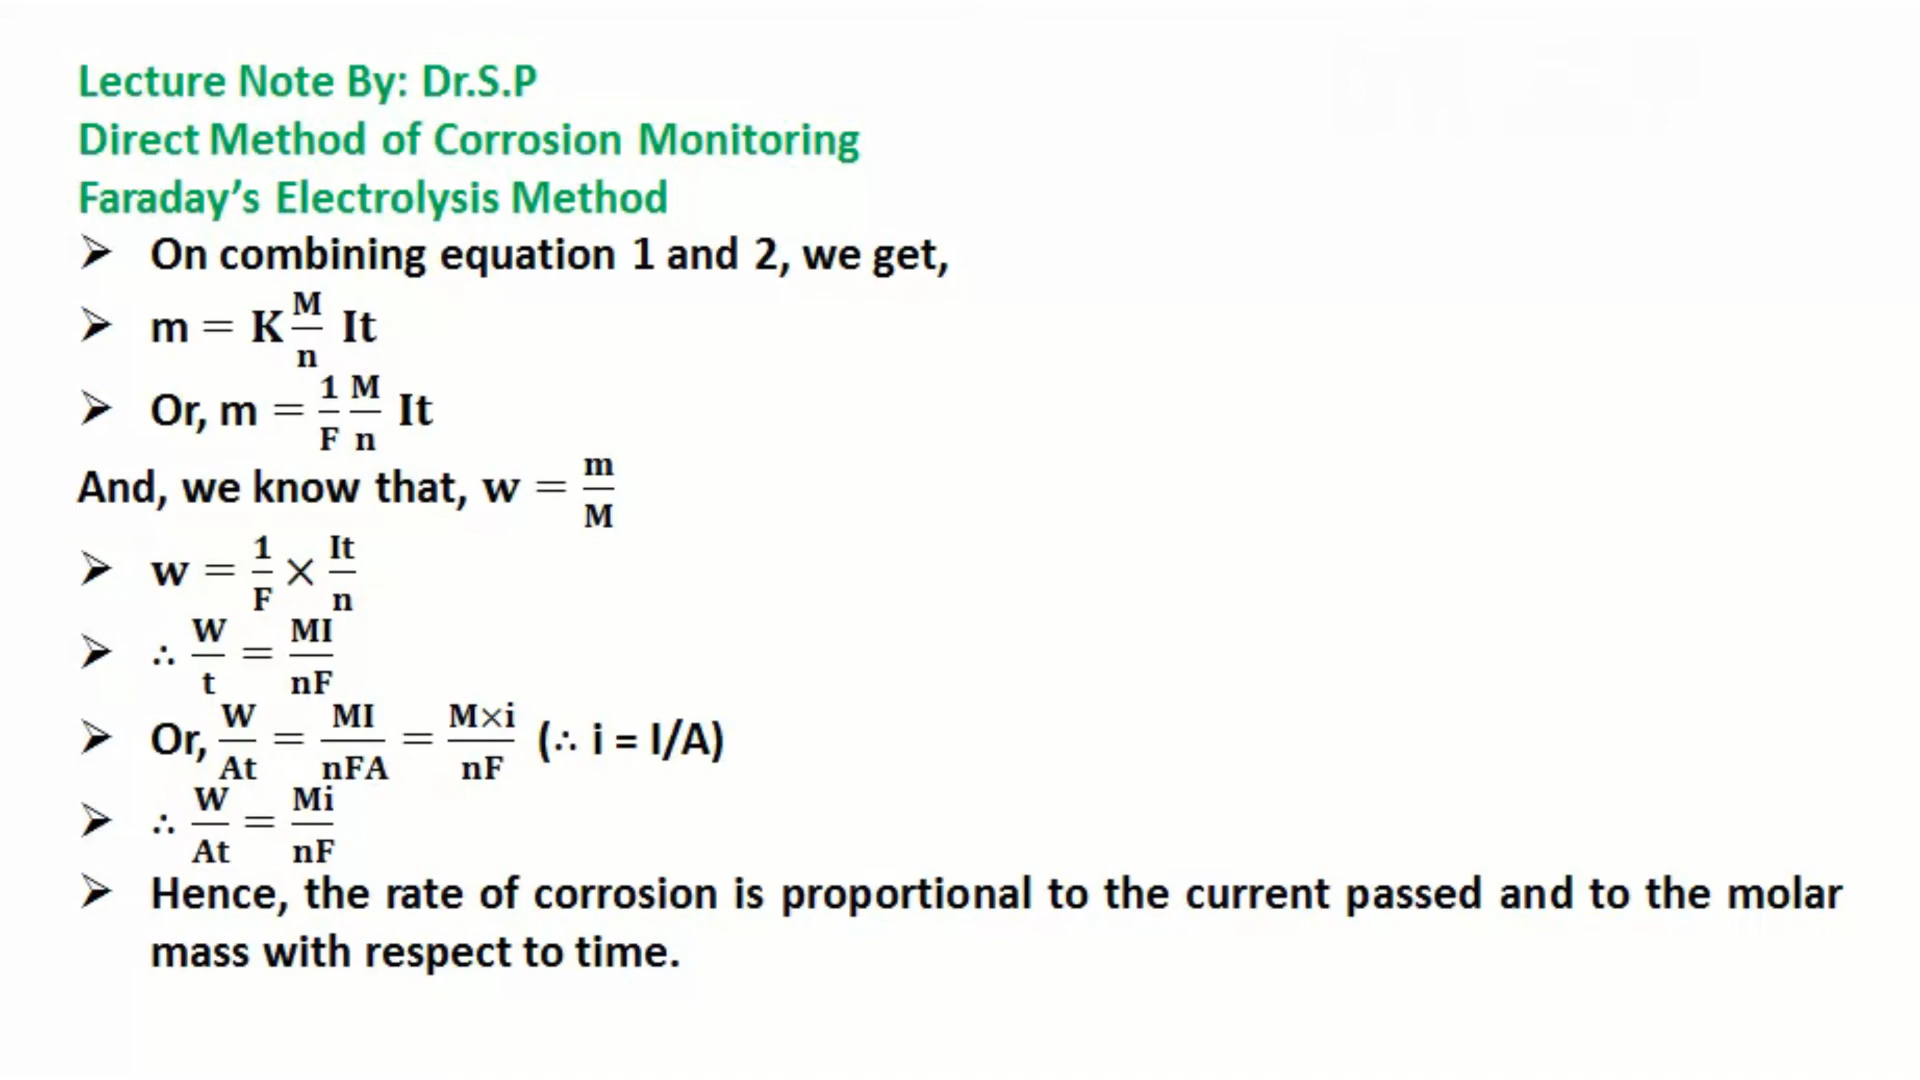 Lecture Note By: Dr.S.P
Direct Method of Corrosion Monitoring
Faraday’s Electrolysis Method
➢ On combining equation 1 and 2, we get,
➢ m = K M/n It
➢ Or, m = 1/F M/n It
And, we know that, w = m/M
➢ w = 1/F × It/n
➢ ∴ W/t = MI/nF
➢ Or, W/At = MI/nFA = M×i/nF (∴ i = I/A)
➢ ∴ W/At = Mi/nF
➢ Hence, the rate of corrosion is proportional to the current passed and to the molar
mass with respect to time.